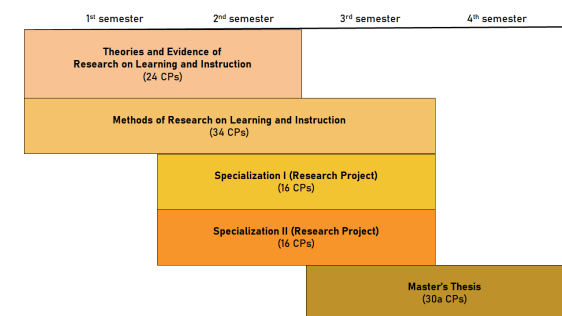 1st semester 2nd semester 3rd semester 4th semester
Theories and Evidence of
Research on Learning and Instruction
(24 CPs)
Methods of Research on Learning and Instruction
(34 CPs)
Specialization I (Research Project)
(16 CPs)
Specialization II (Research Project)
(16 CPs)
Master's Thesis
(30a CPs)